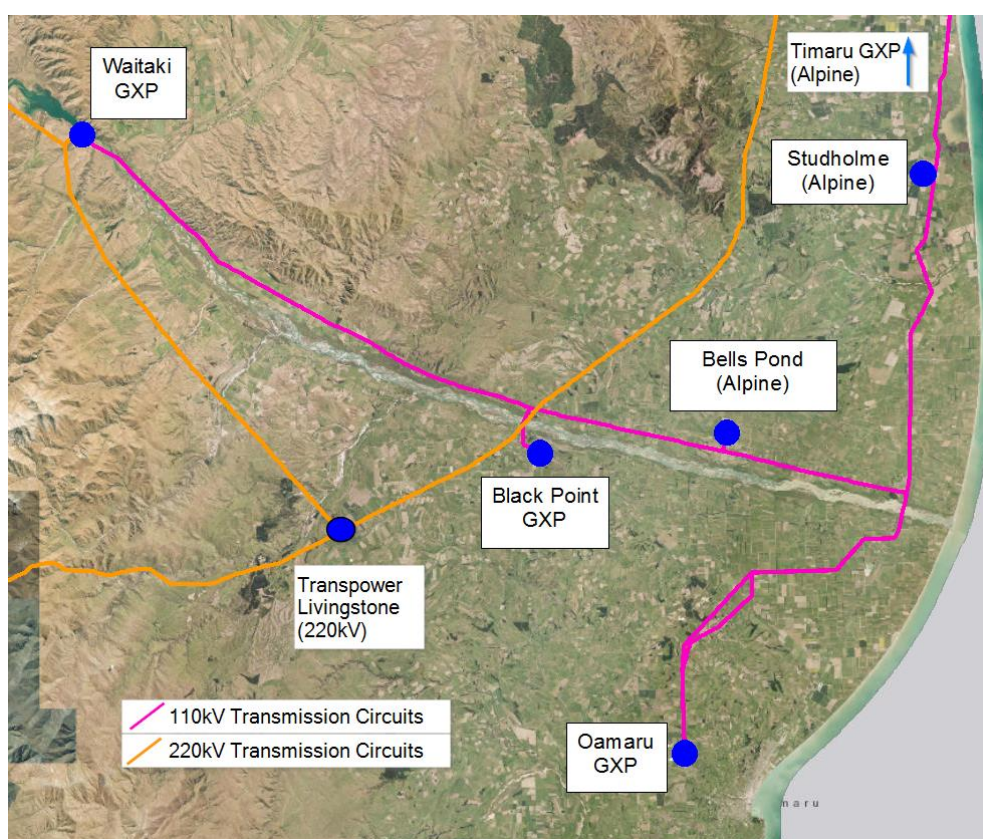 Waitaki
GXP
Timaru GXP
(Alpine)
Studholme
(Alpine)
Bells Pond
(Alpine)
Black Point
GXP
Transpower
Livingstone
(220kV)
110kV Transmission Circuits
220kV Transmission Circuits
Oamaru
GXP
naru